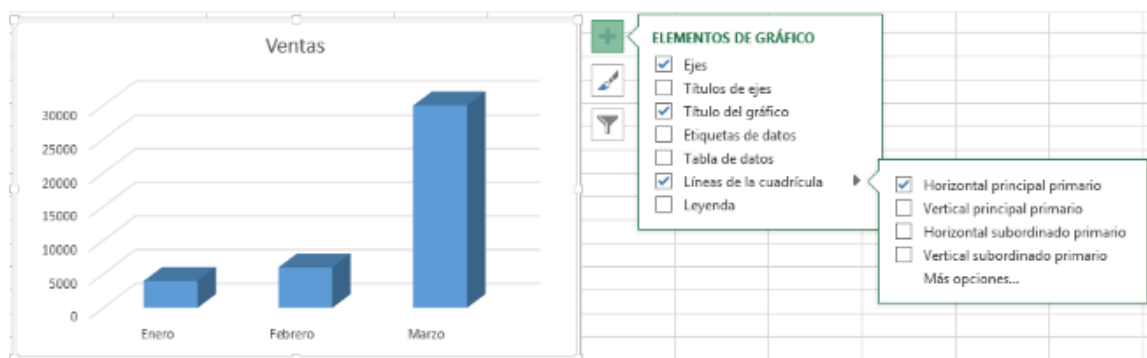 Ventas
30000
25000
20000
15000
10000
5000
0
Enero Febrero Marzo
ELEMENTOS DE GRÁFICO
Ejes
Títulos de ejes
Título del gráfico
Etiquetas de datos
Tabla de datos
Líneas de la cuadrícula
Leyenda
Horizontal principal primario
Vertical principal primario
Horizontal subordinado primario
Vertical subordinado primario
Más opciones...